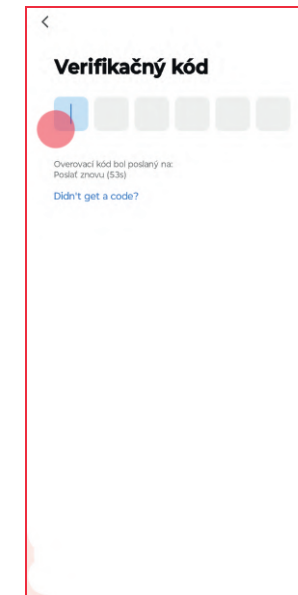 Verifikačný kód
Overovací kód bol poslaný na:
Poslať znovu (53s)
Didn't get a code?